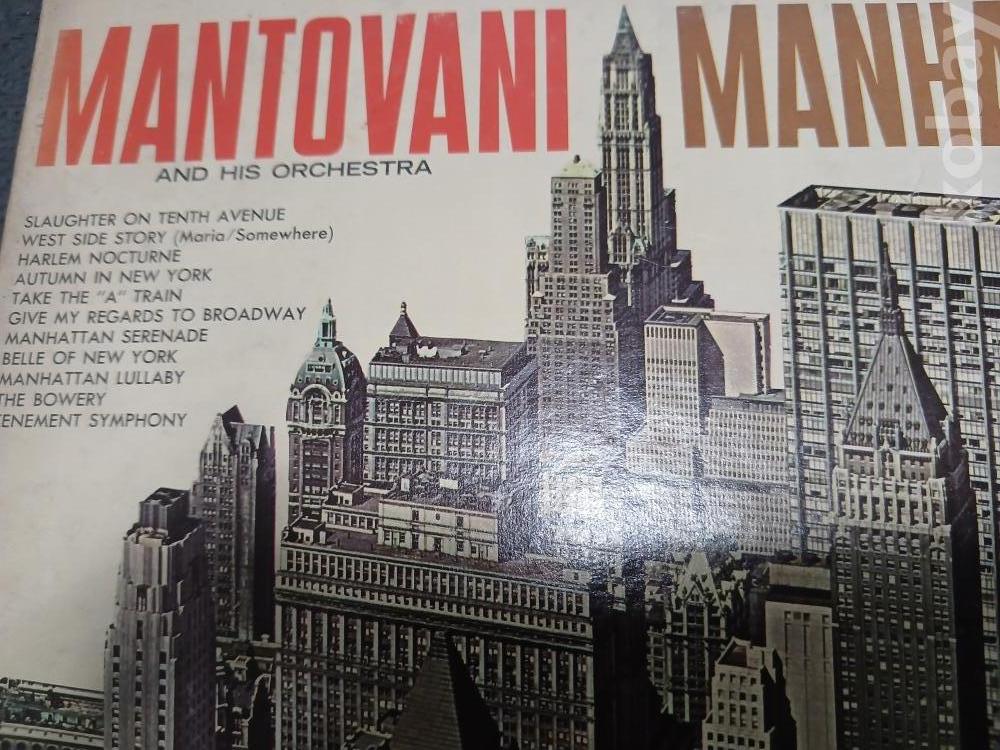 MANTOVANI MANH
AND HIS ORCHESTRA
SLAUGHTER ON TENTH AVENUE
WEST SIDE STORY (Maria/Somewhere)
HARLEM NOCTURNE
AUTUMN IN NEW YORK
TAKE THE "A" TRAIN
GIVE MY REGARDS TO BROADWAY
MANHATTAN SERENADE
BELLE OF NEW YORK
MANHATTAN LULLABY
THE BOWERY
ENEMENT SYMPHONY